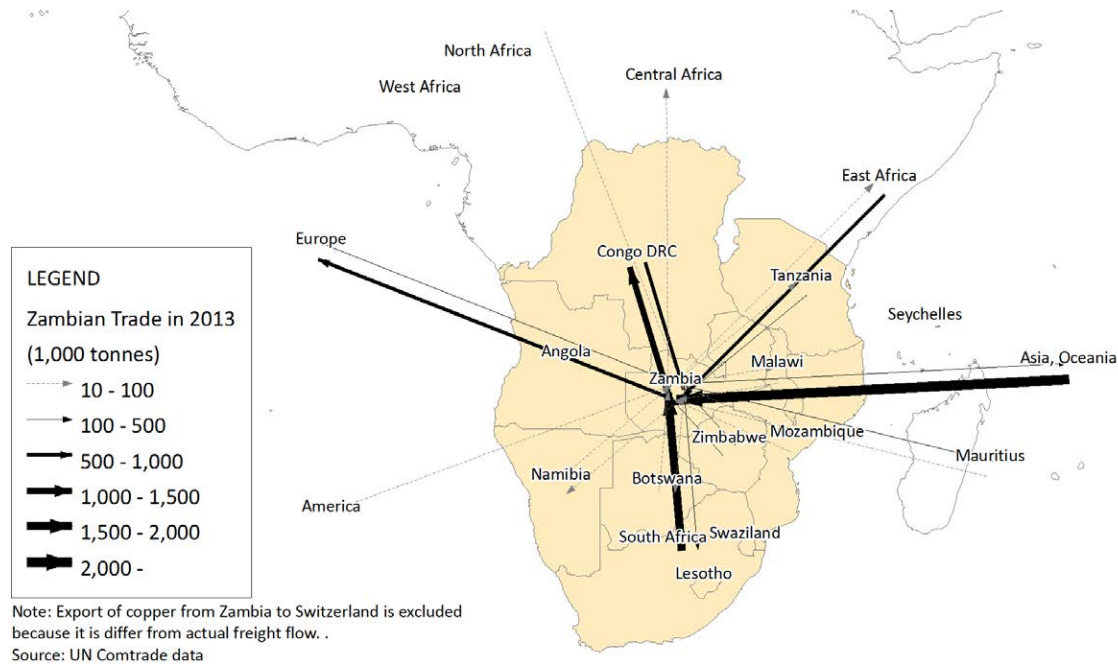 North Africa
Central Africa
West Africa
East Africa
Europe
Congo DRC
Tanzania
Seychelles
Asia, Oceania
Angola
Malawi
Zambia
Zimbabwe
Mozambique
Mauritius
Namibia
Botswana
America
South Africa
Swaziland
Lesotho
LEGEND
Zambian Trade in 2013
(1,000 tonnes)
10 - 100
100 - 500
500 - 1,000
1,000 - 1,500
1,500 - 2,000
2,000 -
Note: Export of copper from Zambia to Switzerland is excluded
because it is differ from actual freight flow. .
Source: UN Comtrade data